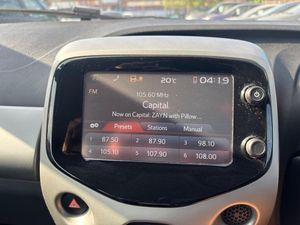 20°C
04:19
FM
105.60 MHz
Capital
Now on Capital: ZAYN with Pillow...
Presets Stations Manual
1 87.50 2 87.90 3 98.10
4 105.10 5 107.90 6 108.00